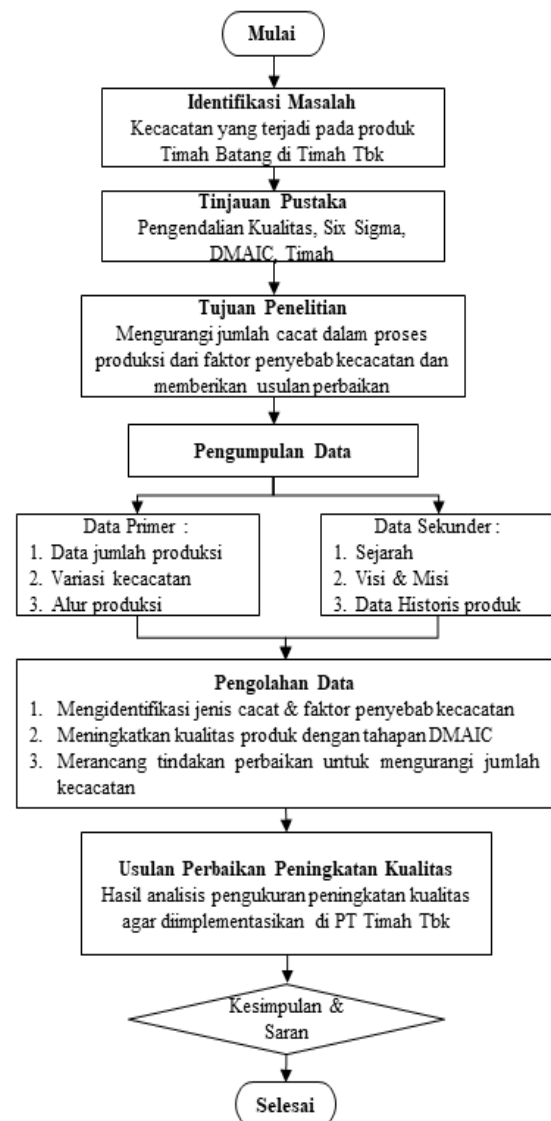 Mulai
Identifikasi Masalah
Kecacatan yang terjadi pada produk
Timah Batang di Timah Tbk
Tinjauan Pustaka
Pengendalian Kualitas, Six Sigma,
DMAIC, Timah
Tujuan Penelitian
Mengurangi jumlah cacat dalam proses
produksi dari faktor penyebab kecacatan dan
memberikan usulan perbaikan
Pengumpulan Data
Data Primer :
1. Data jumlah produksi
2. Variasi kecacatan
3. Alur produksi
Data Sekunder :
1. Sejarah
2. Visi & Misi
3. Data Historis produk
Pengolahan Data
1. Mengidentifikasi jenis cacat & faktor penyebab kecacatan
2. Meningkatkan kualitas produk dengan tahapan DMAIC
3. Merancang tindakan perbaikan untuk mengurangi jumlah
kecacatan
Usulan Perbaikan Peningkatan Kualitas
Hasil analisis pengukuran peningkatan kualitas
agar diimplementasikan di PT Timah Tbk
Kesimpulan &
Saran
Selesai